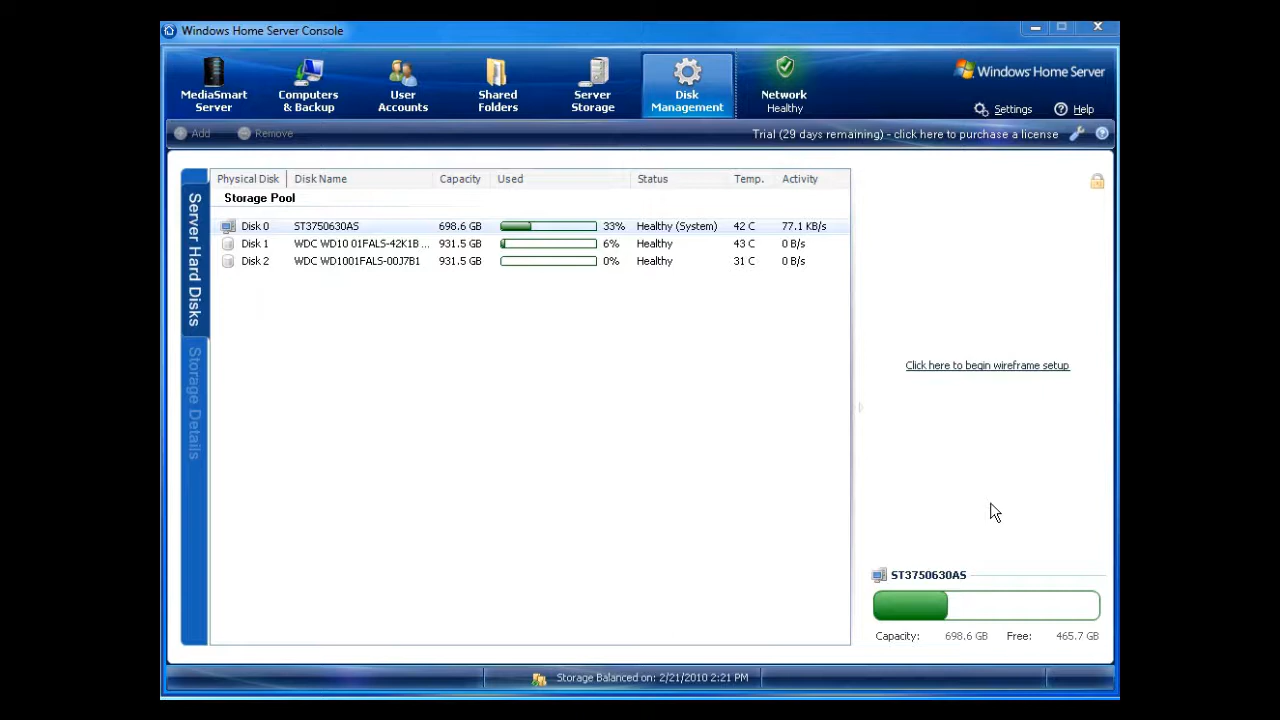 Windows Home Server Console
MediaSmart Server
Computers & Backup
User Accounts
Shared Folders
Server Storage
Disk Management
Network Healthy
Windows Home Server
Settings Help
Add Remove
Trial (29 days remaining) - click here to purchase a license
Server Hard Disks
Storage Details
Physical Disk Disk Name Capacity Used Status Temp. Activity
Storage Pool
Disk 0 ST3750630AS 698.6 GB 33% Healthy (System) 42 C 77.1 KB/s
Disk 1 WDC WD10 01FALS-42K1B ... 931.5 GB 6% Healthy 43 C 0 B/s
Disk 2 WDC WD1001FALS-00J7B1 931.5 GB 0% Healthy 31 C 0 B/s
Click here to begin wireframe setup
ST3750630AS
Capacity: 698.6 GB Free: 465.7 GB
Storage Balanced on: 2/21/2010 2:21 PM